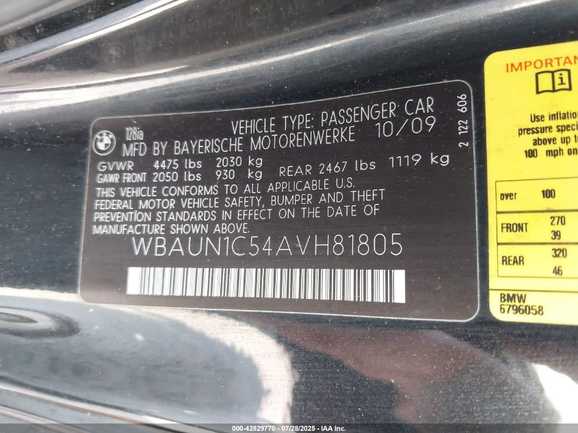 128ia
VEHICLE TYPE: PASSENGER CAR
MFD BY BAYERISCHE MOTORENWERKE 10/09
GVWR 4475 lbs 2030 kg
GAWR FRONT 2050 lbs 930 kg REAR 2467 lbs 1119 kg
THIS VEHICLE CONFORMS TO ALL APPLICABLE U.S.
FEDERAL MOTOR VEHICLE SAFETY, BUMPER AND THEFT
PREVENTION STANDARDS IN EFFECT ON THE DATE OF
MANUFACTURE SHOWN ABOVE.
WBAUN1C54AVH81805
2 122 606
IMPORTAN
Use inflatio
pressure speci
other
100 mph on
over 100
FRONT 270
39
REAR 320
46
BMW
6796058
000-42829770 - 07/28/2025 - IAA Inc.